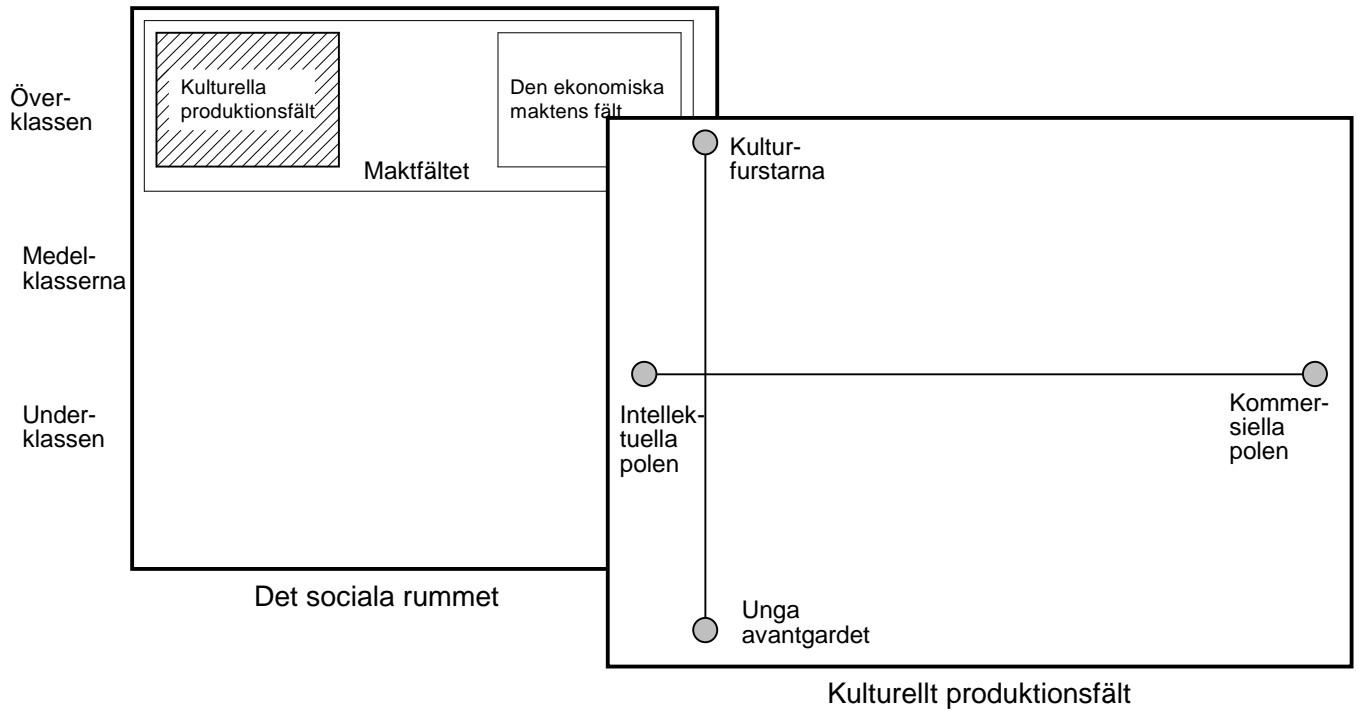 Kulturella
produktionsfält
Den ekonomiska
maktens fält
Över-
klassen
Maktfältet
Kultur-
furstarna
Medel-
klasserna
Under-
klassen
Intellek-
tuella
polen
Kommer-
siella
polen
Det sociala rummet
Unga
avantgardet
Kulturellt produktionsfält